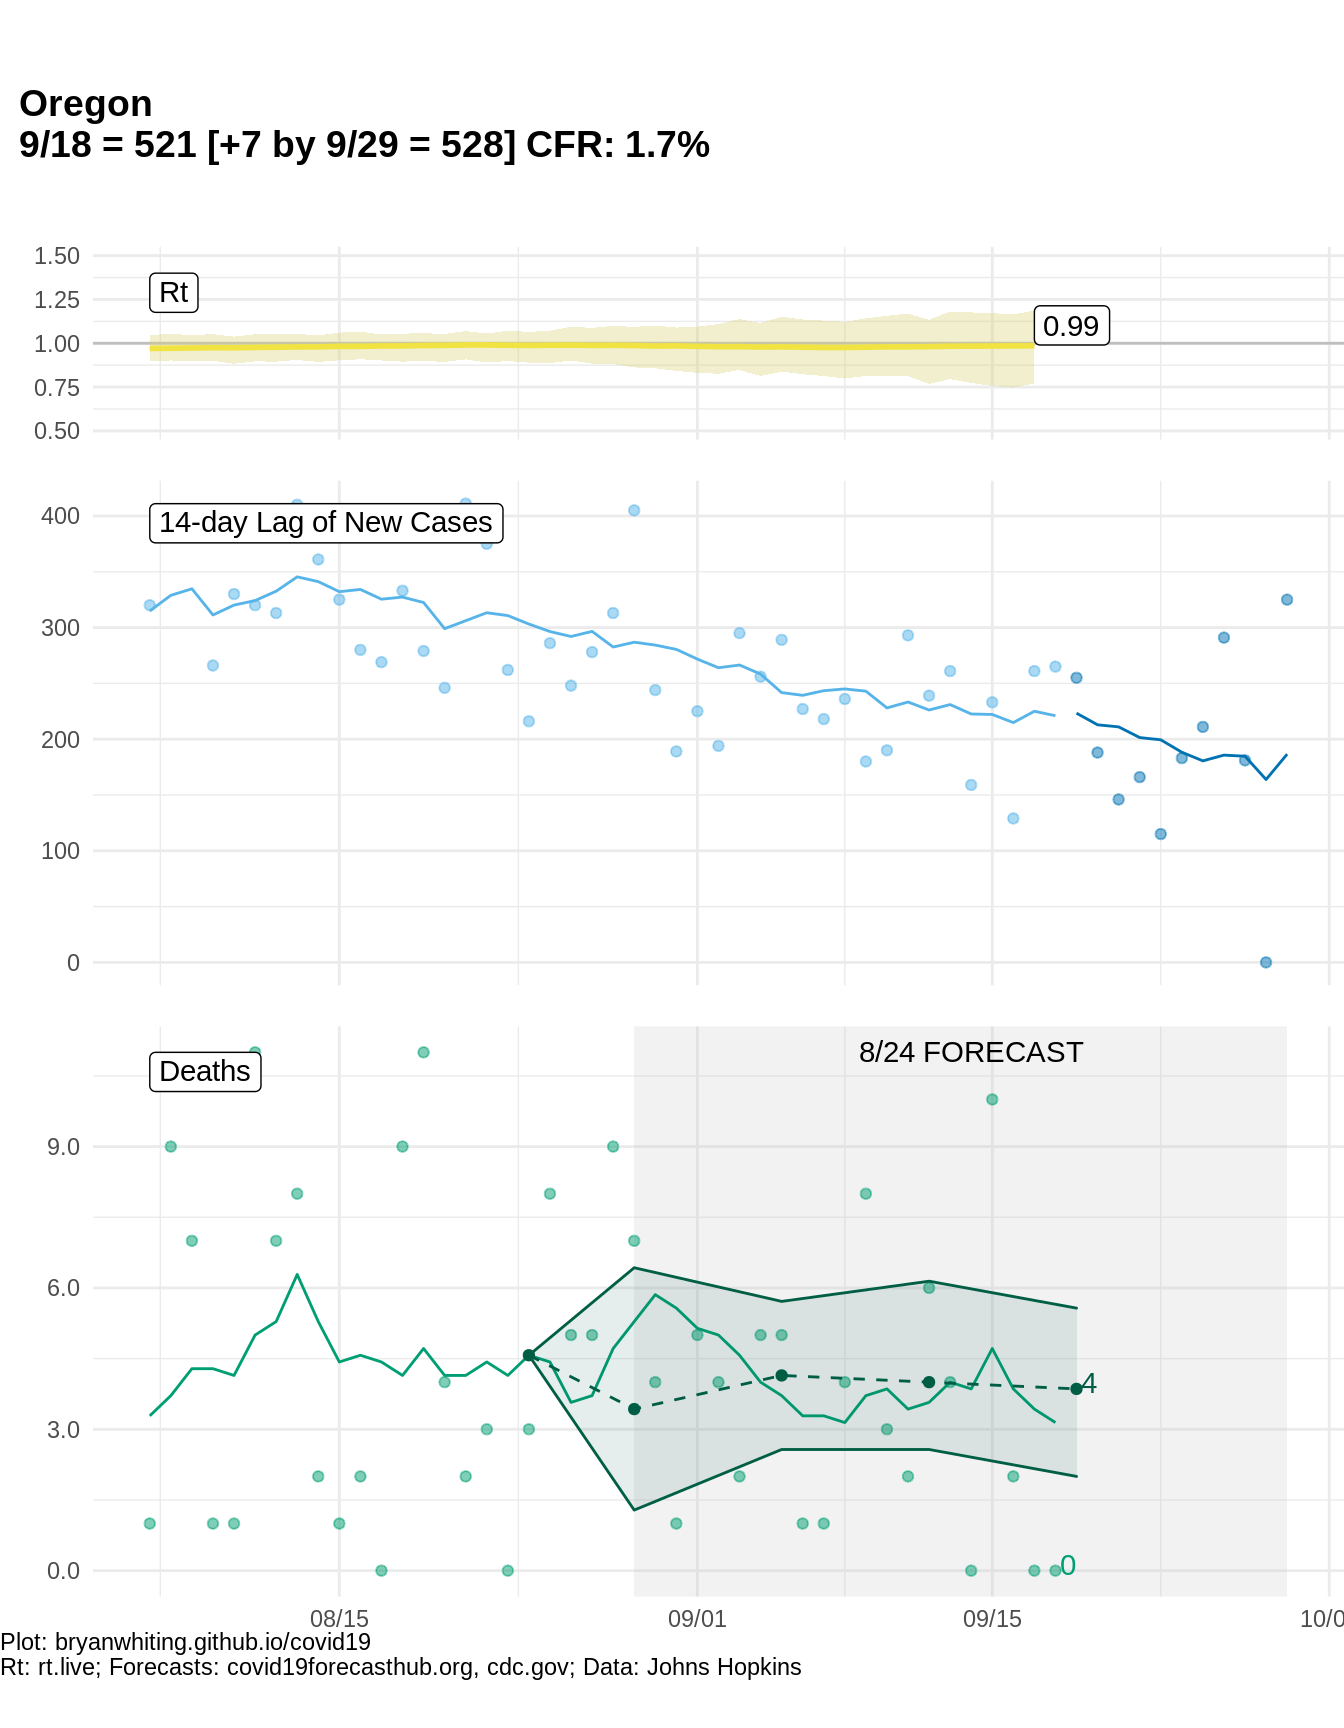 Oregon
9/18 = 521 [+7 by 9/29 = 528] CFR: 1.7%
1.50
Rt
1.25
0.99
1.00
0.75
0.50
400
14-day Lag of New Cases
300
200
100
0
8/24 FORECAST
Deaths
9.0
6.0
4
3.0
0
0.0
08/15
09/01
09/15
10/0
Plot: bryanwhiting.github.io/covid19
Rt: rt.live; Forecasts: covid19forecasthub.org, cdc.gov; Data: Johns Hopkins